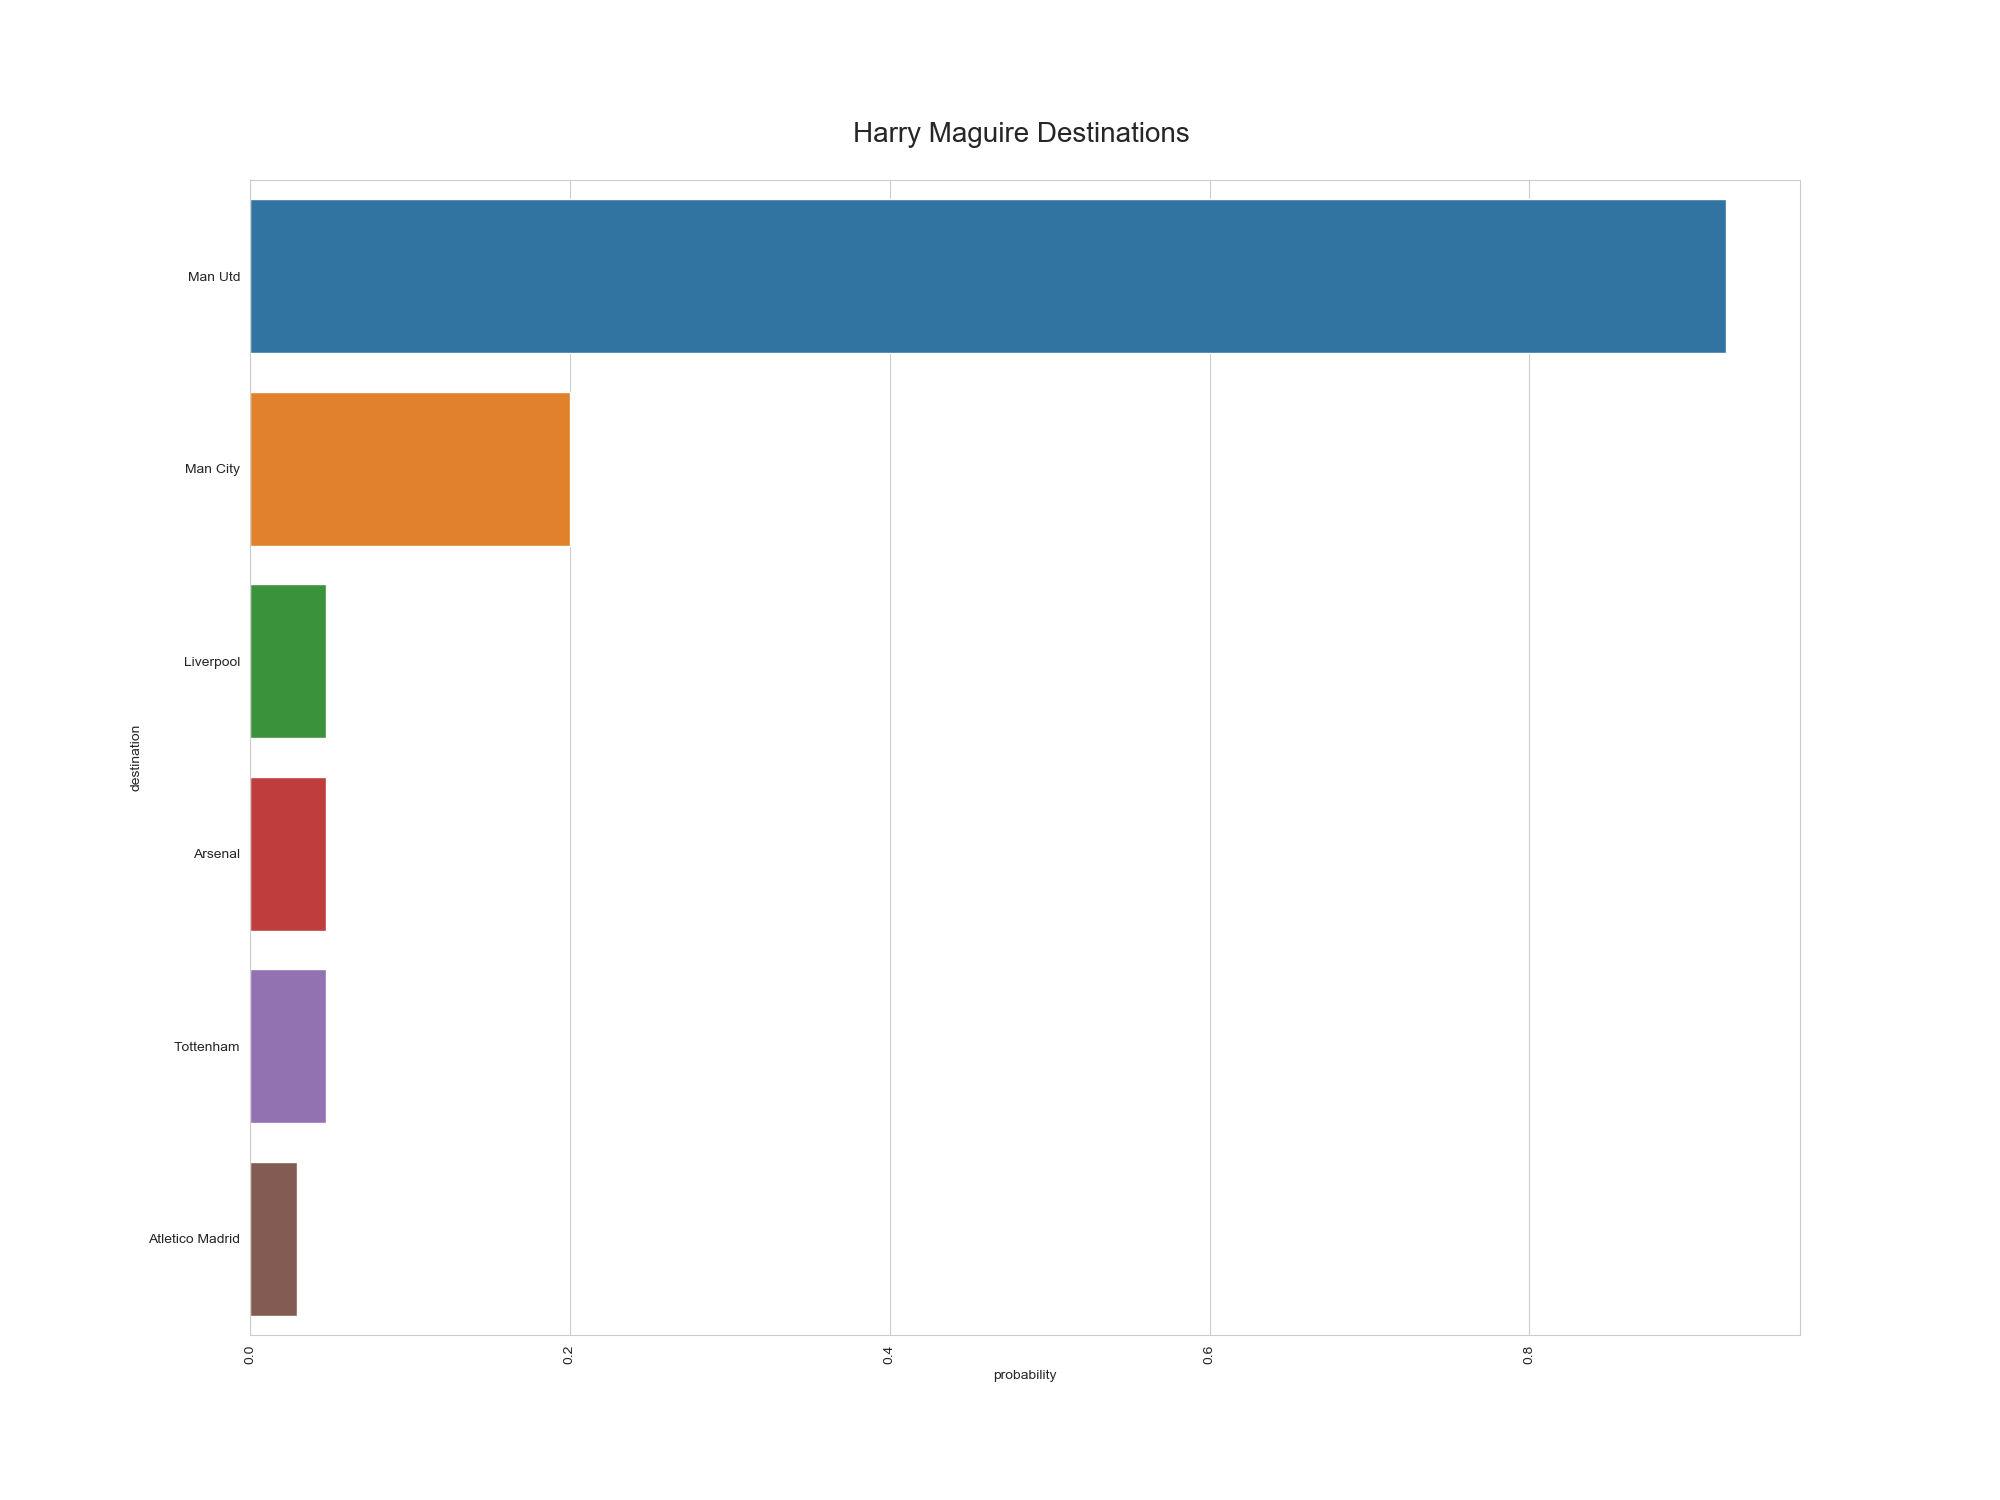 Harry Maguire Destinations
Man Utd
Man City
Liverpool
Arsenal
Tottenham
Atletico Madrid
destination
0.0
0.2
0.4
0.6
0.8
probability